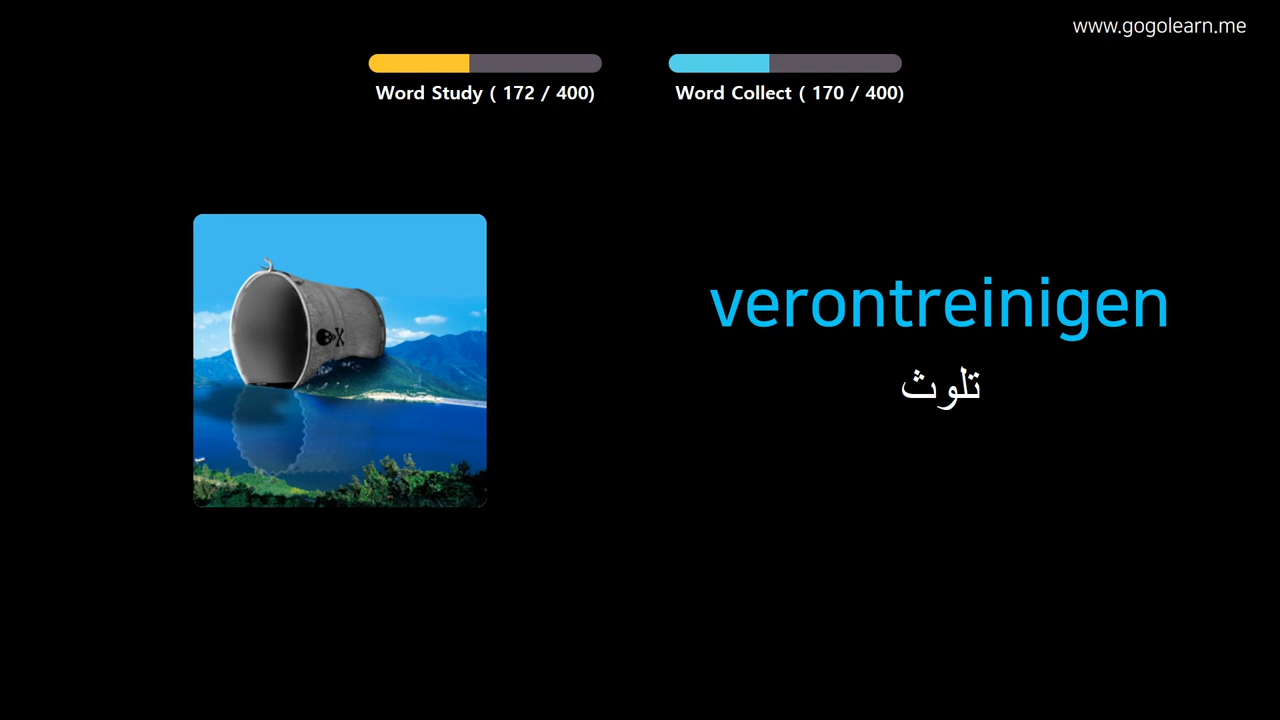 www.gogolearn.me
Word Study ( 172 / 400)
Word Collect ( 170 / 400)
verontreinigen
تلوث